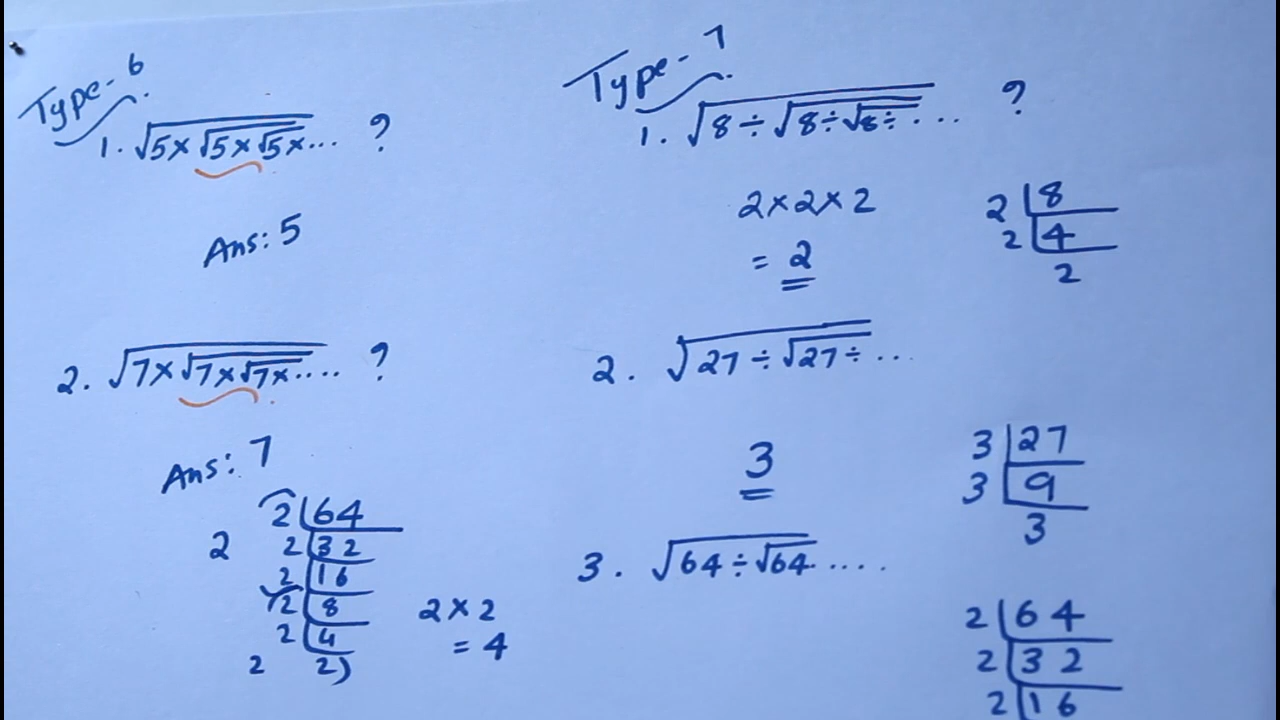 Type-6
1. √5×√5×√5×... ?
Ans: 5
2. √7×√7×√7×.... ?
Ans: 7
2 | 64
2 2 | 32
2 | 16
2 | 8
2 | 4
2 2)
2×2
= 4
Type-7
1. √8÷√8÷√8÷... ?
2×2×2
= 2
2 | 8
2 | 4
2
2. √27÷√27÷...
3
3 | 27
3 | 9
3
3. √64÷√64....
2 | 64
2 | 32
2 | 16